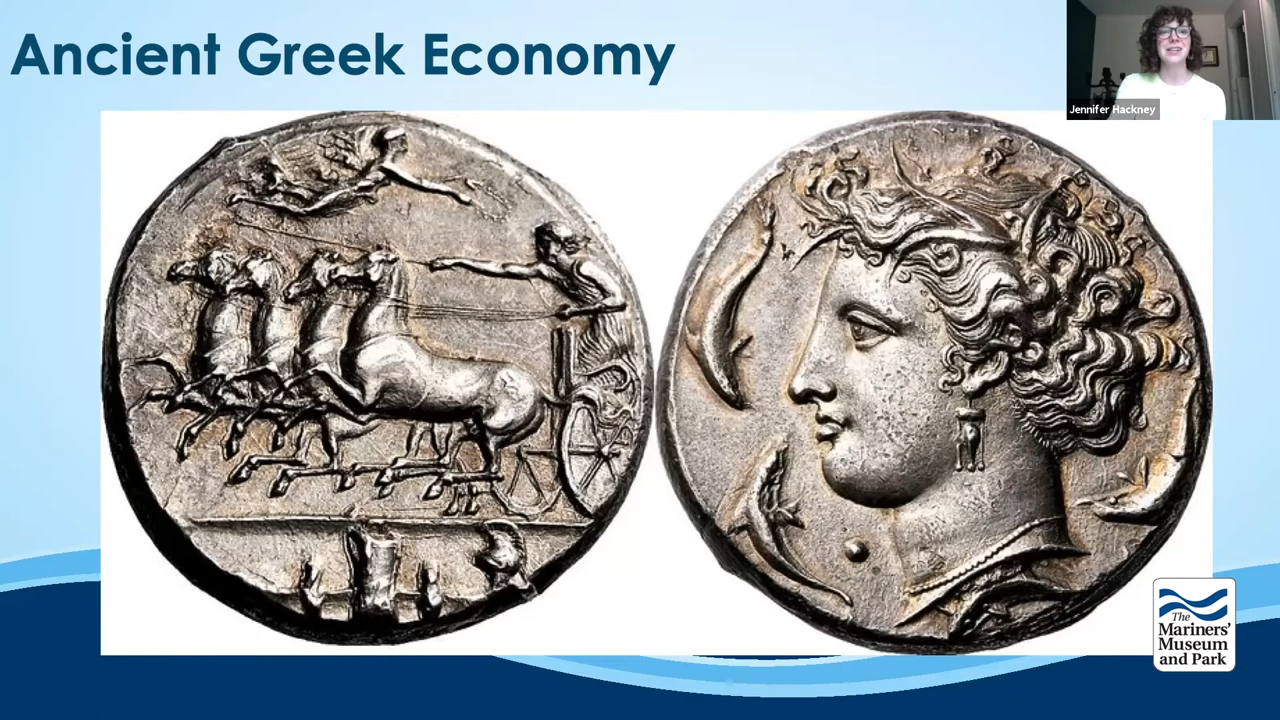 Ancient Greek Economy
Jennifer Hackney
The
Mariners'
Museum
and Park